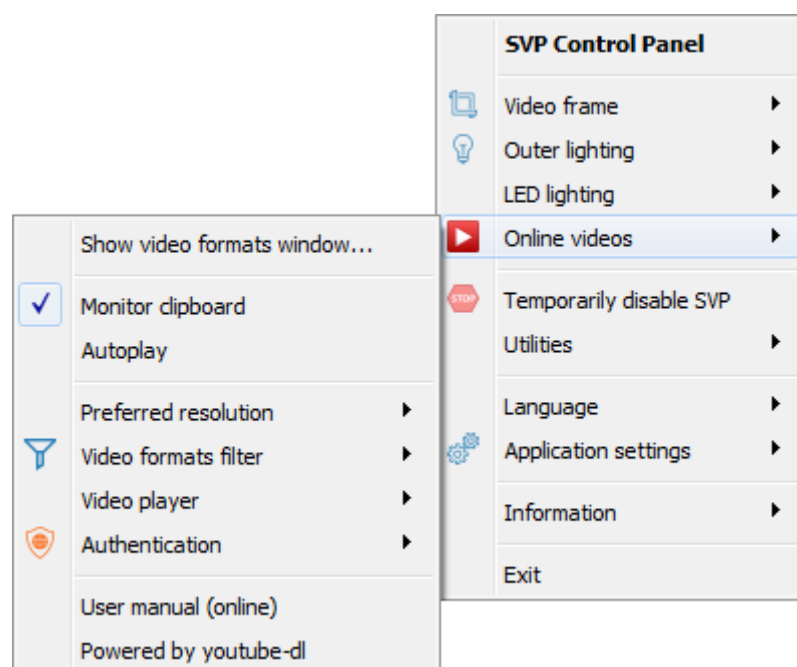 SVP Control Panel
Video frame
Outer lighting
LED lighting
Online videos
STOP
Temporarily disable SVP
Utilities
Language
Application settings
Information
Exit
Show video formats window...
Monitor clipboard
Autoplay
Preferred resolution
Video formats filter
Video player
Authentication
User manual (online)
Powered by youtube-dl